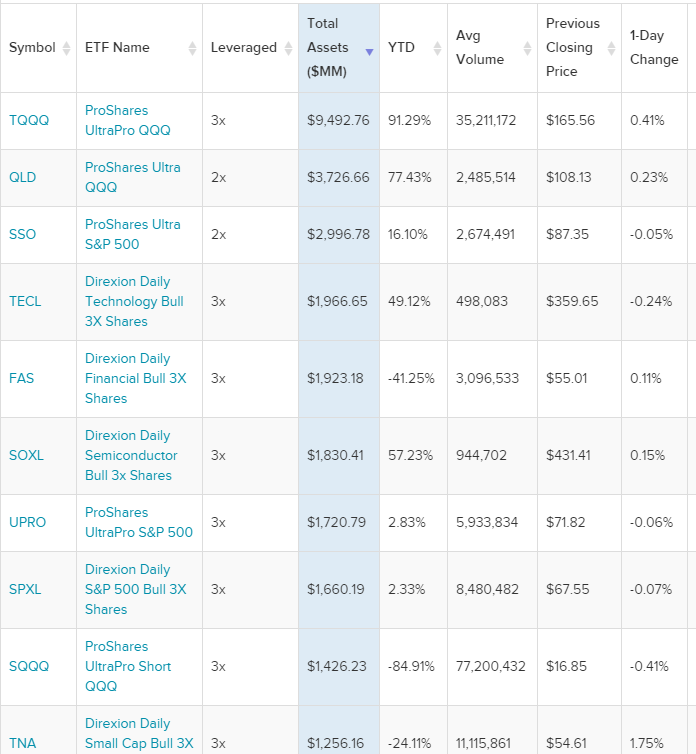 Symbol ETF Name Leveraged Total Assets ($MM) YTD Avg Volume Previous Closing Price 1-Day Change
TQQQ ProShares UltraPro QQQ 3x $9,492.76 91.29% 35,211,172 $165.56 0.41%
QLD ProShares Ultra QQQ 2x $3,726.66 77.43% 2,485,514 $108.13 0.23%
SSO ProShares Ultra S&P 500 2x $2,996.78 16.10% 2,674,491 $87.35 -0.05%
TECL Direxion Daily Technology Bull 3X Shares 3x $1,966.65 49.12% 498,083 $359.65 -0.24%
FAS Direxion Daily Financial Bull 3X Shares 3x $1,923.18 -41.25% 3,096,533 $55.01 0.11%
SOXL Direxion Daily Semiconductor Bull 3x Shares 3x $1,830.41 57.23% 944,702 $431.41 0.15%
UPRO ProShares UltraPro S&P 500 3x $1,720.79 2.83% 5,933,834 $71.82 -0.06%
SPXL Direxion Daily S&P 500 Bull 3X Shares 3x $1,660.19 2.33% 8,480,482 $67.55 -0.07%
SQQQ ProShares UltraPro Short QQQ 3x $1,426.23 -84.91% 77,200,432 $16.85 -0.41%
TNA Direxion Daily Small Cap Bull 3X 3x $1,256.16 -24.11% 11,115,861 $54.61 1.75%